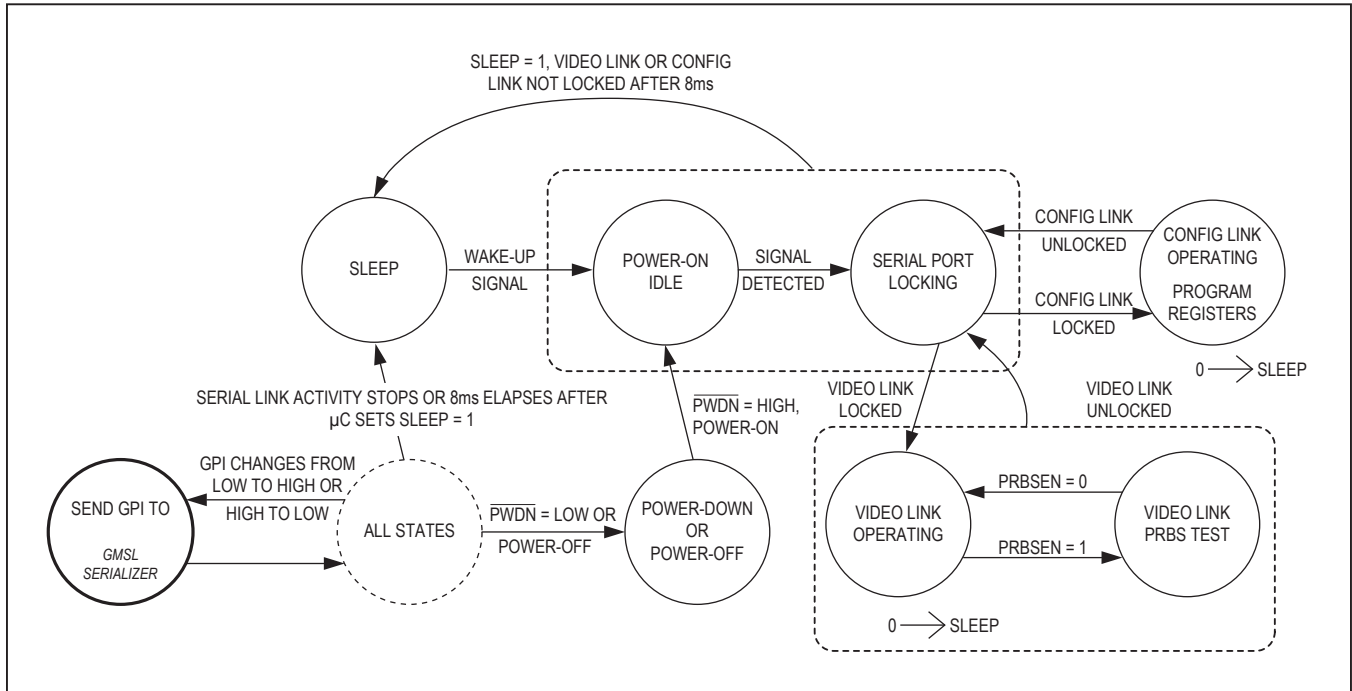 SLEEP = 1, VIDEO LINK OR CONFIG
LINK NOT LOCKED AFTER 8ms
SLEEP
WAKE-UP
SIGNAL
POWER-ON
IDLE
SIGNAL
DETECTED
SERIAL PORT
LOCKING
CONFIG LINK
UNLOCKED
CONFIG LINK
LOCKED
CONFIG LINK
OPERATING
PROGRAM
REGISTERS
0 → SLEEP
SERIAL LINK ACTIVITY STOPS OR 8ms ELAPSES AFTER
µC SETS SLEEP = 1
PWDN = HIGH,
POWER-ON
VIDEO LINK
LOCKED
VIDEO LINK
UNLOCKED
SEND GPI TO
GMSL
SERIALIZER
GPI CHANGES FROM
LOW TO HIGH OR
HIGH TO LOW
ALL STATES
PWDN = LOW OR
POWER-OFF
POWER-DOWN
OR
POWER-OFF
VIDEO LINK
OPERATING
PRBSEN = 0
PRBSEN = 1
VIDEO LINK
PRBS TEST
0 → SLEEP